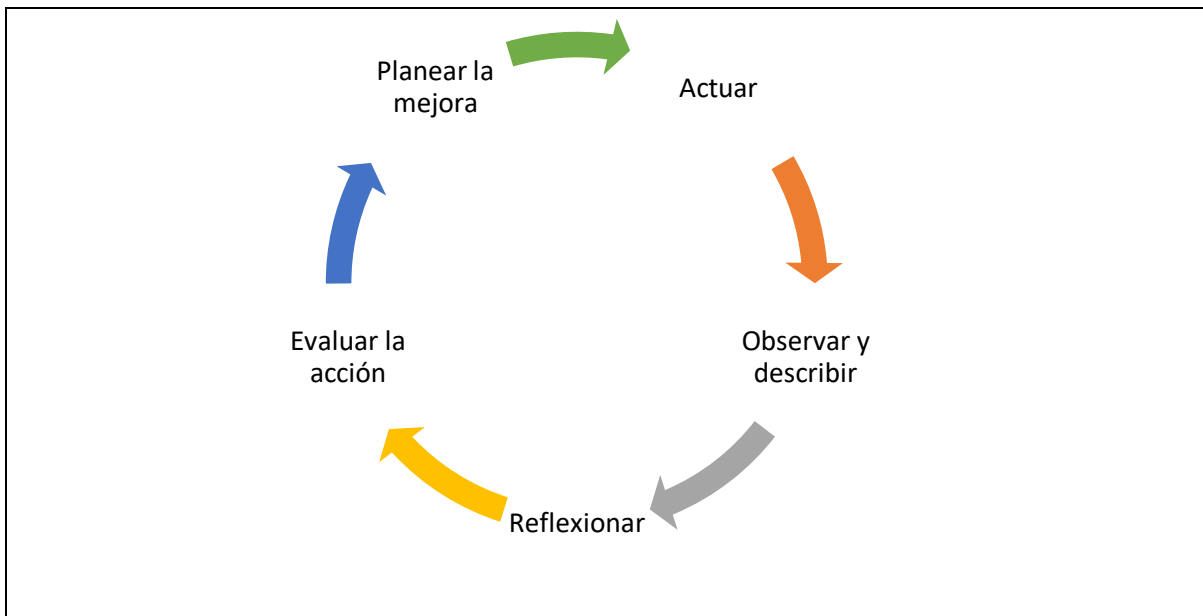 Planear la
mejora
Actuar
Observar y
describir
Reflexionar
Evaluar la
acción